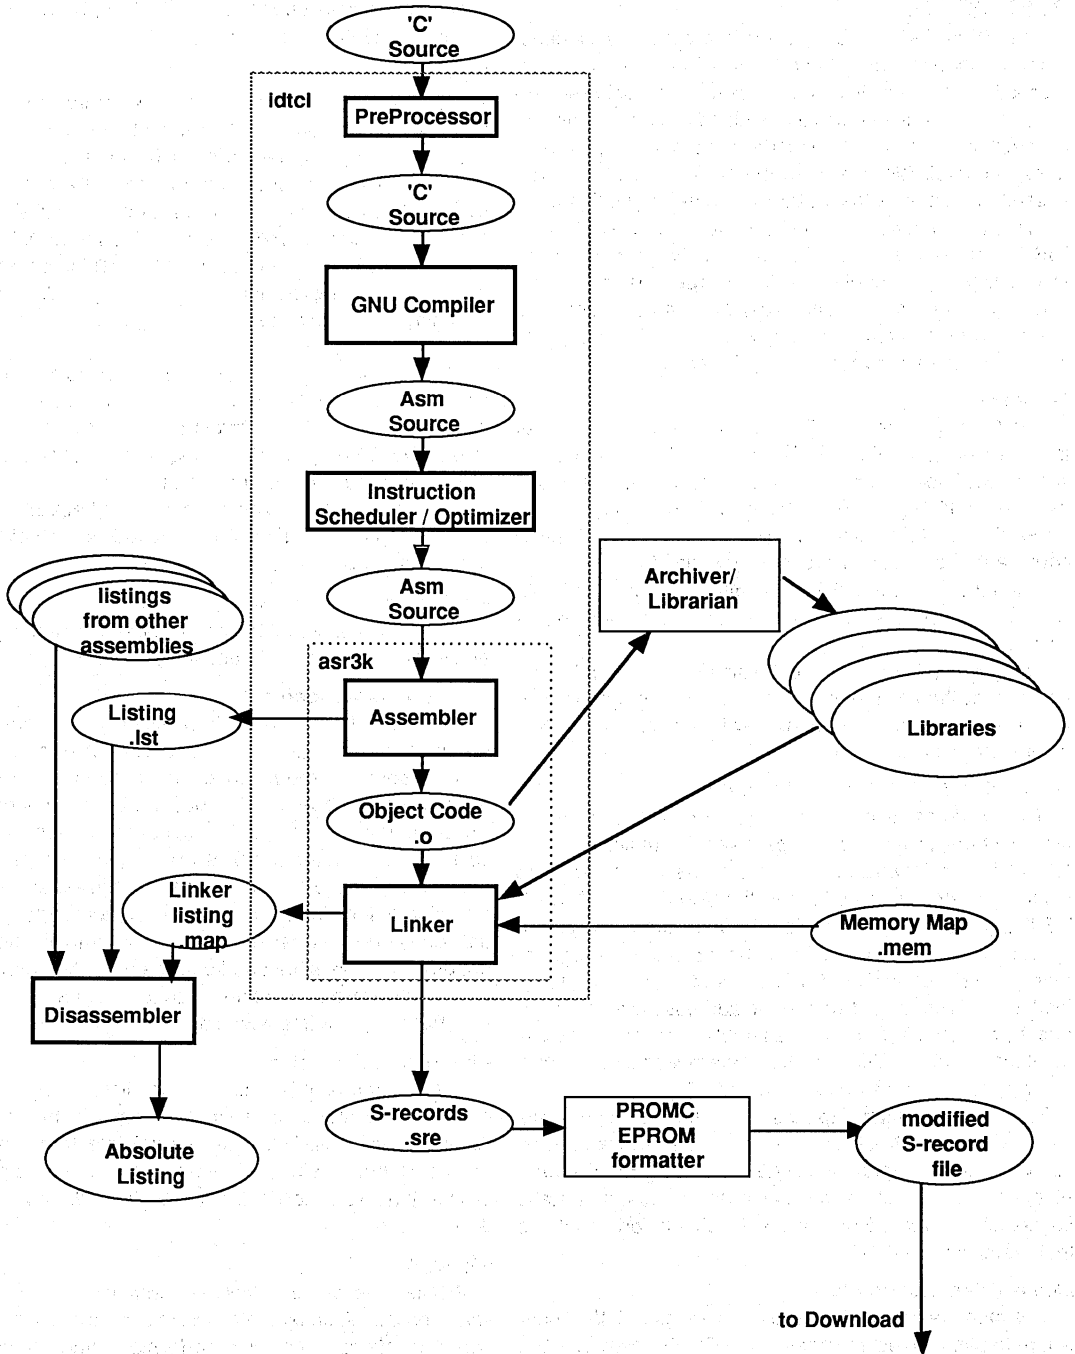 'C'
Source
idtcl
PreProcessor
'C'
Source
GNU Compiler
Asm
Source
Instruction
Scheduler / Optimizer
Asm
Source
Archiver/
Librarian
listings
from other
assemblies
asr3k
Listing
.lst
Assembler
Libraries
Object Code
.o
Linker
listing
.map
Linker
Memory Map
.mem
Disassembler
S-records
.sre
PROMC
EPROM
formatter
modified
S-record
file
Absolute
Listing
to Download